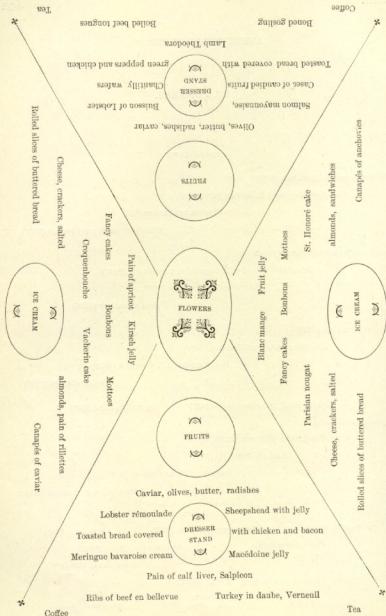 Coffee
Tea
Boned gosling
Boiled beef tongues
Lamb Théodora
Toasted bread covered with
green peppers and chicken
DRESSER
STAND
Cases of candied fruits
Chantilly wafers
Salmon mayonnaise,
Buisson of Lobster
Olives, butter, radishes, caviar
FRUITS
Rolled slices of buttered bread
Cheese, crackers, salted
almonds, pain of rillettes
Canapés of caviar
ICE CREAM
Fancy cakes
Bonbons
Mottoes
Croquenbouche
Vacherin cake
Pain of apricot
Kirsch jelly
FLOWERS
Blanc mange
Fruit jelly
Fancy cakes
Bonbons
Mottoes
Parisian nougat
St. Honoré cake
Cheese, crackers, salted
almonds, sandwiches
Rolled slices of buttered bread
Canapés of anchovies
ICE CREAM
FRUITS
Caviar, olives, butter, radishes
Lobster rémoulade
Sheepshead with jelly
Toasted bread covered
DRESSER
STAND
with chicken and bacon
Meringue bavaroise cream
Macédoine jelly
Pain of calf liver, Salpicon
Ribs of beef en bellevue
Turkey in daube, Verneuil
Coffee
Tea